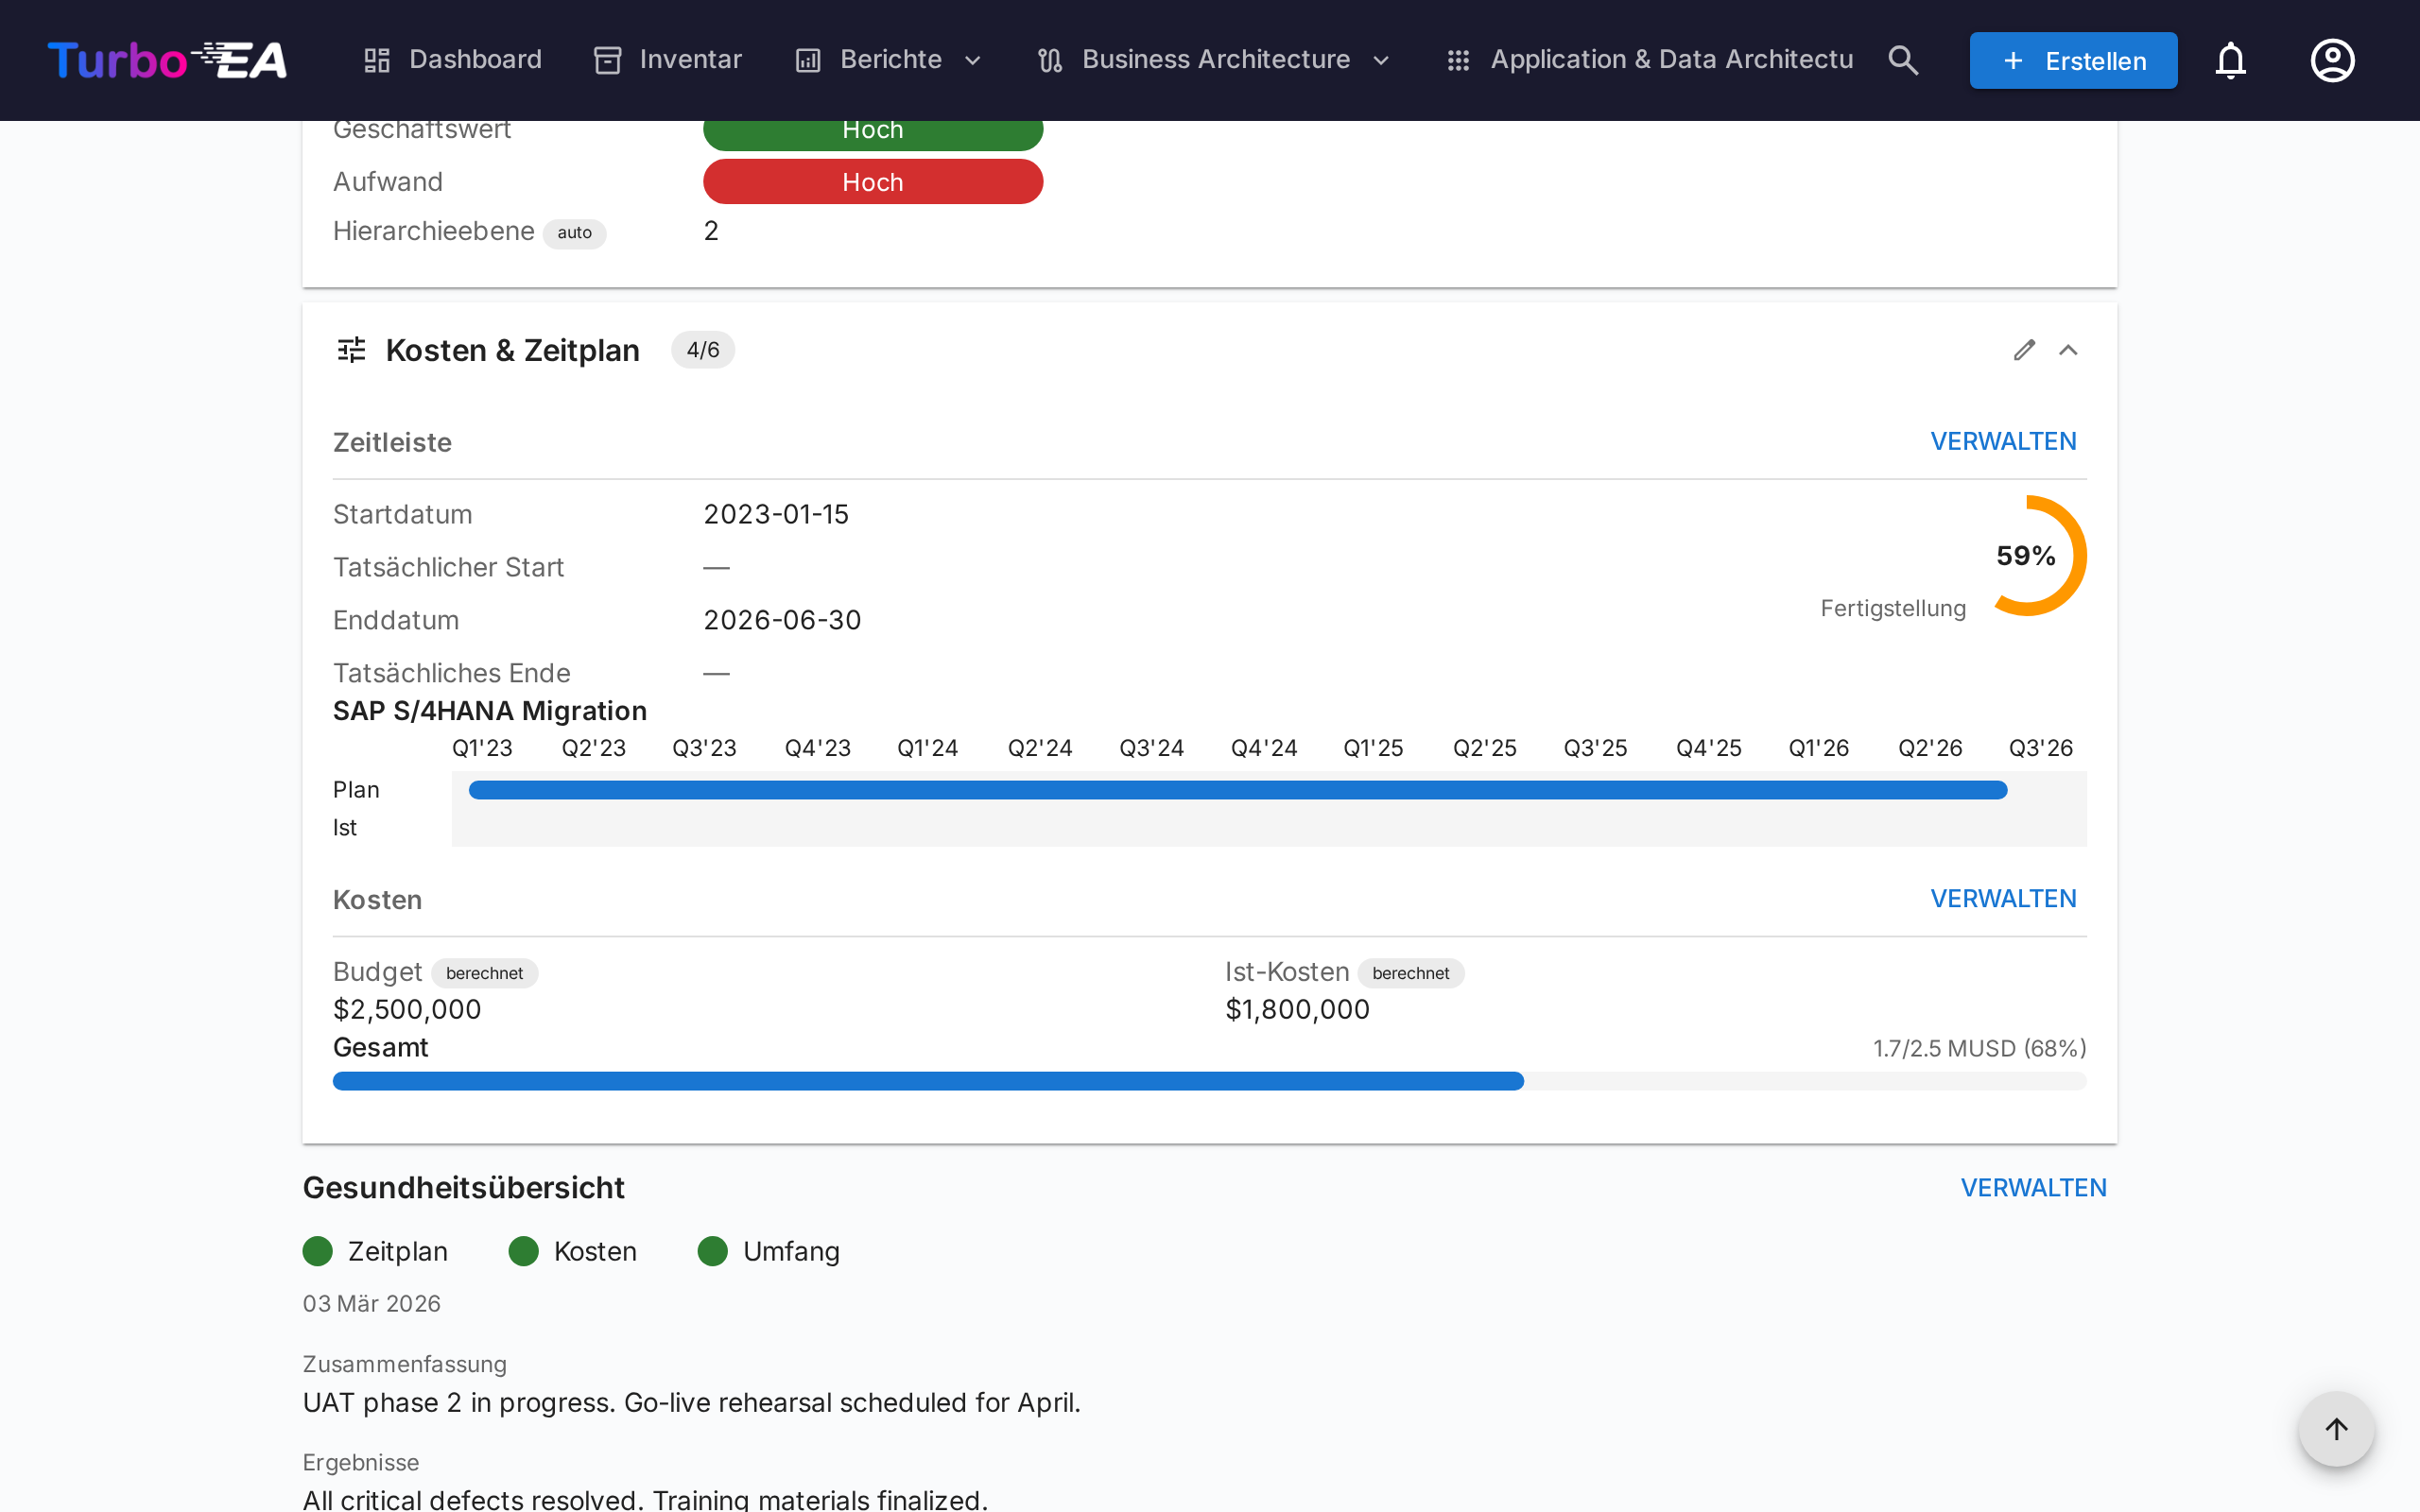 Turbo EA
Dashboard
Inventar
Berichte
Business Architecture
Application & Data Architectu
Erstellen
Geschäftswert
Hoch
Aufwand
Hoch
Hierarchieebene auto
2
Kosten & Zeitplan
4/6
Zeitleiste
VERWALTEN
Startdatum
2023-01-15
Tatsächlicher Start
—
Enddatum
2026-06-30
Tatsächliches Ende
—
59%
Fertigstellung
SAP S/4HANA Migration
Q1'23 Q2'23 Q3'23 Q4'23 Q1'24 Q2'24 Q3'24 Q4'24 Q1'25 Q2'25 Q3'25 Q4'25 Q1'26 Q2'26 Q3'26
Plan
Ist
Kosten
VERWALTEN
Budget berechnet
$2,500,000
Ist-Kosten berechnet
$1,800,000
Gesamt
1.7/2.5 MUSD (68%)
Gesundheitsübersicht
VERWALTEN
Zeitplan
Kosten
Umfang
03 Mär 2026
Zusammenfassung
UAT phase 2 in progress. Go-live rehearsal scheduled for April.
Ergebnisse
All critical defects resolved. Training materials finalized.